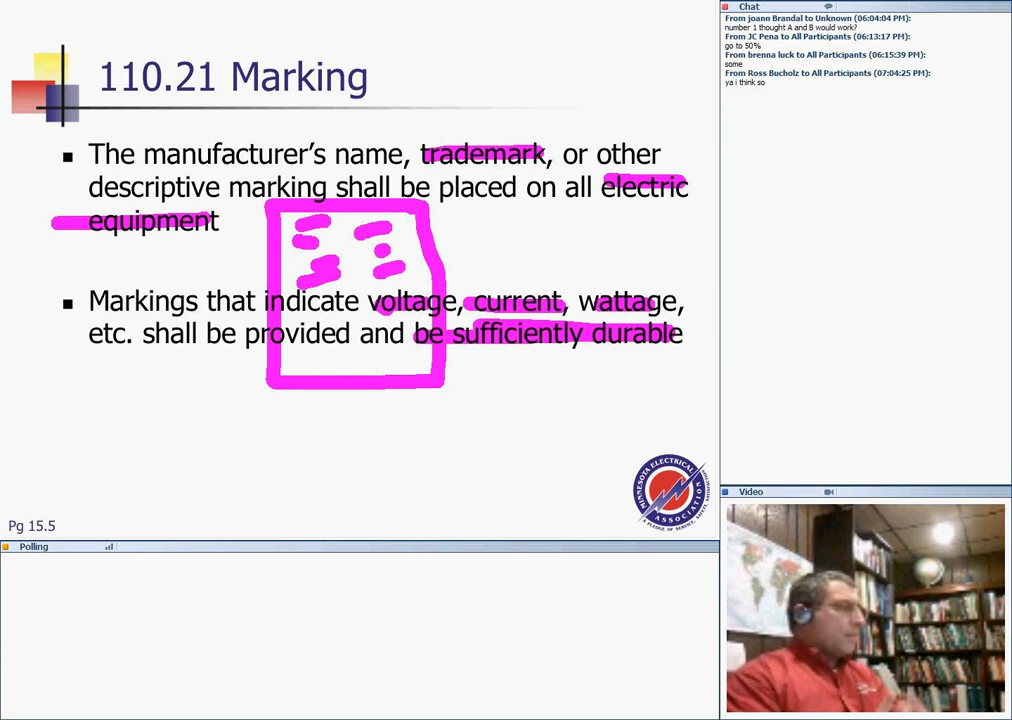 110.21 Marking
The manufacturer's name, trademark, or other
descriptive marking shall be placed on all electric
equipment
Markings that indicate voltage, current, wattage,
etc. shall be provided and be sufficiently durable
MINNESOTA ELECTRICAL
ASSOCIATION
Pg 15.5
Polling
Chat
From joann Brandal to Unknown (06:04:04 PM):
number 1 thought A and B would work?
From JC Pena to All Participants (06:13:17 PM):
go to 50%
From brenna luck to All Participants (06:15:39 PM):
some
From Ross Bucholz to All Participants (07:04:25 PM):
ya i think so
Video